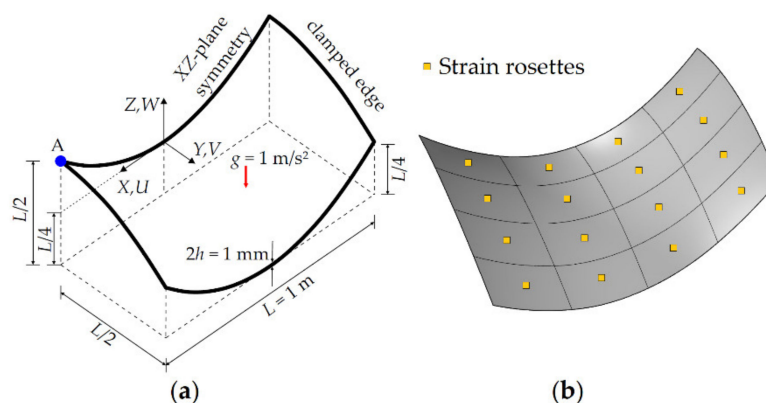 XZ-plane
symmetry
clamped edge
Z,W
A
Y,V
X,U
g = 1 m/s²
L/2
L/4
L/4
2h = 1 mm
L = 1 m
L/2
(a)
Strain rosettes
(b)